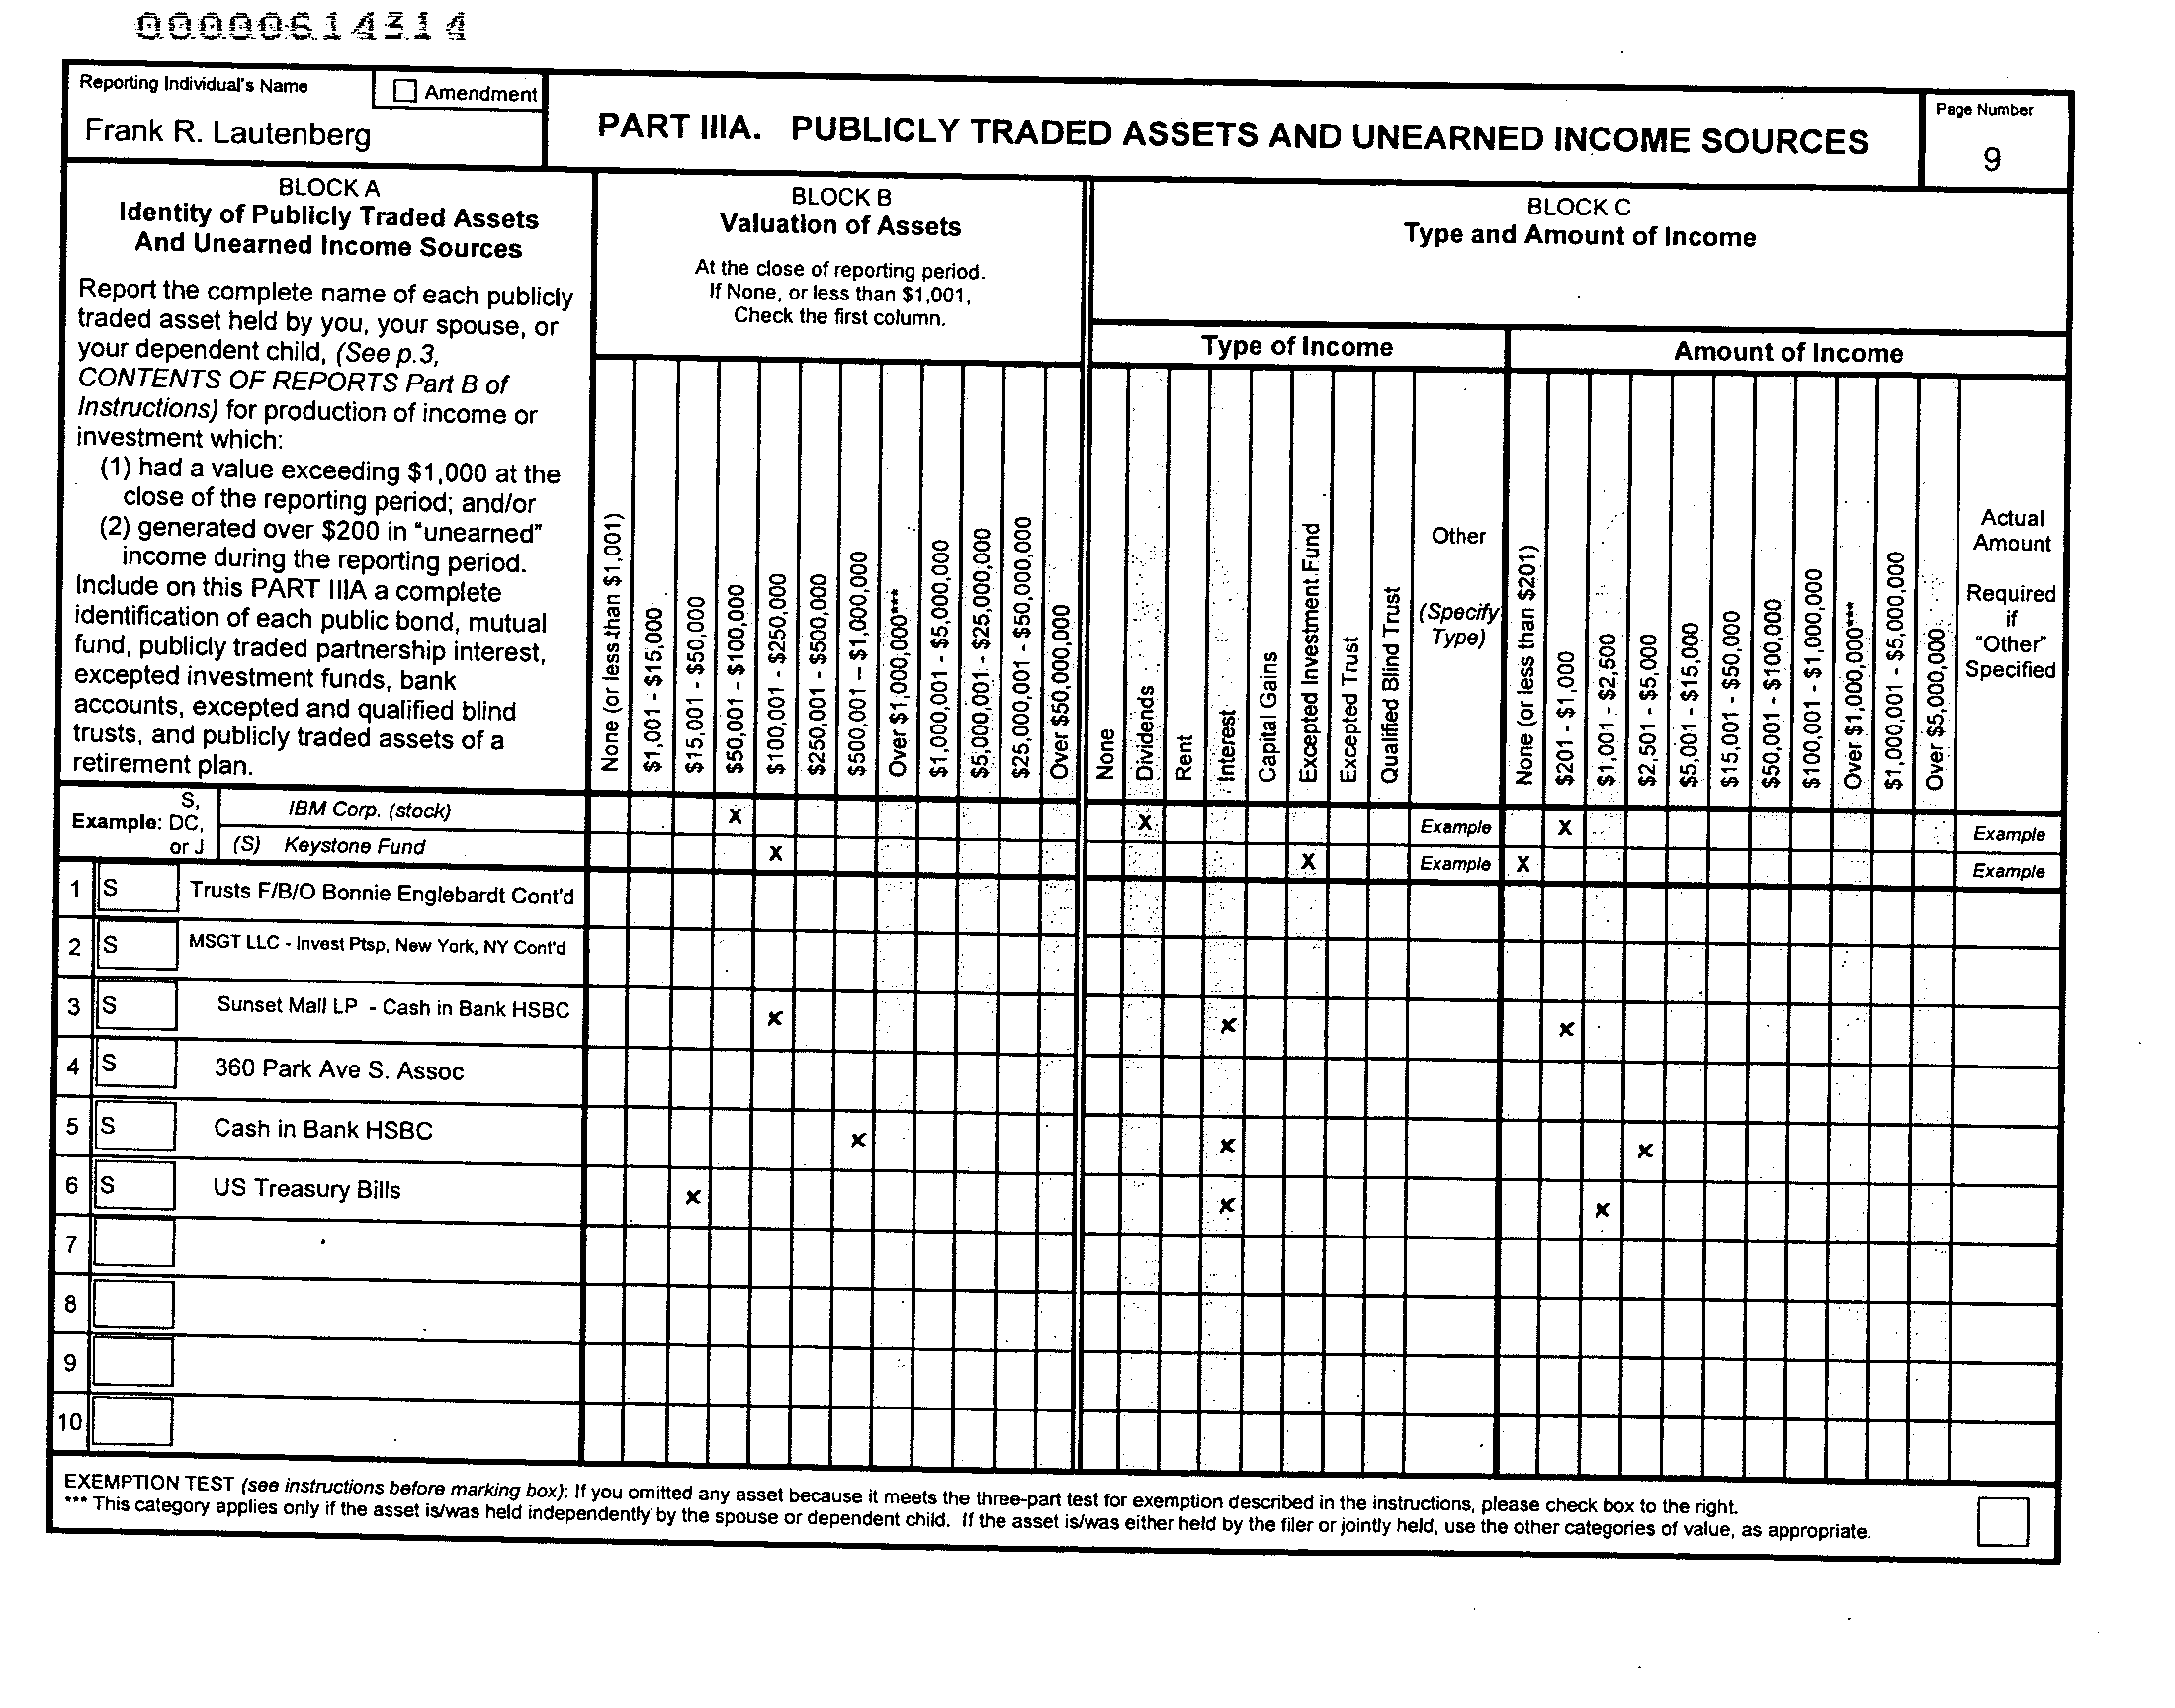 00000614314
Reporting Individual's Name
Amendment
Frank R. Lautenberg
PART IIIA. PUBLICLY TRADED ASSETS AND UNEARNED INCOME SOURCES
Page Number
9
BLOCK A
Identity of Publicly Traded Assets
And Unearned Income Sources
Report the complete name of each publicly
traded asset held by you, your spouse, or
your dependent child, (See p.3,
CONTENTS OF REPORTS Part B of
Instructions) for production of income or
investment which:
(1) had a value exceeding $1,000 at the
close of the reporting period; and/or
(2) generated over $200 in "unearned"
income during the reporting period.
Include on this PART IIIA a complete
identification of each public bond, mutual
fund, publicly traded partnership interest,
excepted investment funds, bank
accounts, excepted and qualified blind
trusts, and publicly traded assets of a
retirement plan.
BLOCK B
Valuation of Assets
At the close of reporting period.
If None, or less than $1,001,
Check the first column.
None (or less than $1,001)
$1,001 - $15,000
$15,001 - $50,000
$50,001 - $100,000
$100,001 - $250,000
$250,001 - $500,000
$500,001 – $1,000,000
Over $1,000,000***
$1,000,001 - $5,000,000
$5,000,001 - $25,000,000
$25,000,001 - $50,000,000
Over $50,000,000
BLOCK C
Type and Amount of Income
Type of Income
None
Dividends
Rent
Interest
Capital Gains
Excepted Investment Fund
Excepted Trust
Qualified Blind Trust
Other
(Specify
Type)
Amount of Income
None (or less than $201)
$201 - $1,000
$1,001 - $2,500
$2,501 - $5,000
$5,001 - $15,000
$15,001 - $50,000
$50,001 - $100,000
$100,001 - $1,000,000
Over $1,000,000***
$1,000,001 - $5,000,000
Over $5,000,000
Actual
Amount
Required
if
"Other"
Specified
Example: S,
DC,
or J
IBM Corp. (stock) X X Example X Example
(S) Keystone Fund X X Example X Example
1 S Trusts F/B/O Bonnie Englebardt Cont'd
2 S MSGT LLC - Invest Ptsp, New York, NY Cont'd
3 S Sunset Mall LP - Cash in Bank HSBC x x x
4 S 360 Park Ave S. Assoc
5 S Cash in Bank HSBC x x x
6 S US Treasury Bills x x x
7
8
9
10
EXEMPTION TEST (see instructions before marking box): If you omitted any asset because it meets the three-part test for exemption described in the instructions, please check box to the right.
*** This category applies only if the asset is/was held independently by the spouse or dependent child. If the asset is/was either held by the filer or jointly held, use the other categories of value, as appropriate.